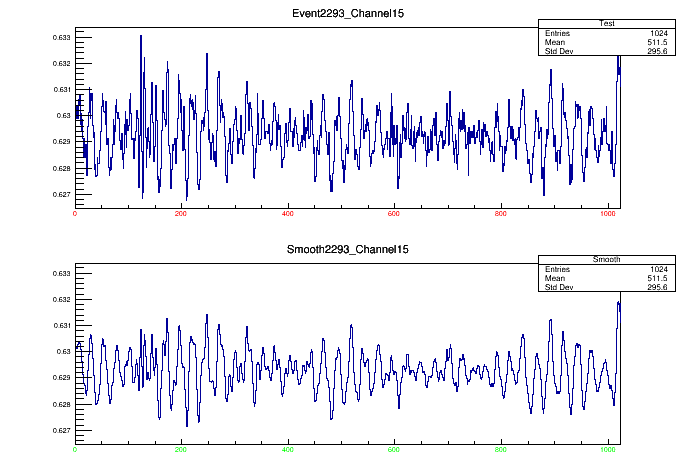 Event2293_Channel15
Test
Entries 1024
Mean 511.5
Std Dev 295.6
0.633
0.632
0.631
0.63
0.629
0.628
0.627
0 200 400 600 800 1000
Smooth2293_Channel15
Smooth
Entries 1024
Mean 511.5
Std Dev 295.6
0.633
0.632
0.631
0.63
0.629
0.628
0.627
0 200 400 600 800 1000